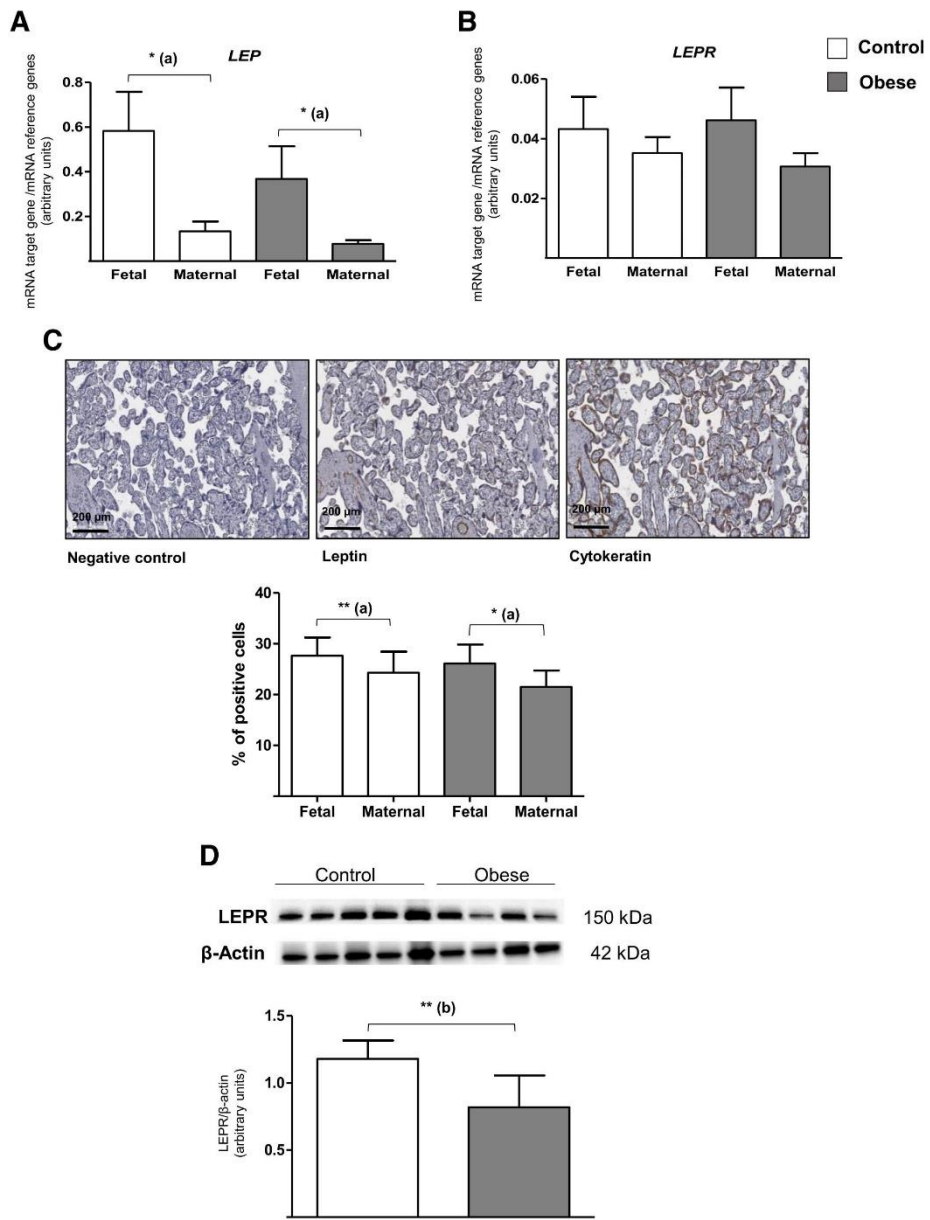 A
LEP
* (a)
* (a)
mRNA target gene /mRNA reference genes
(arbitrary units)
0.8
0.6
0.4
0.2
Fetal Maternal Fetal Maternal
B
LEPR
mRNA target gene /mRNA reference genes
(arbitrary units)
0.06
0.04
0.02
Fetal Maternal Fetal Maternal
Control
Obese
C
200 µm
200 µm
200 µm
Negative control
Leptin
Cytokeratin
% of positive cells
40
30
20
10
** (a)
* (a)
Fetal Maternal Fetal Maternal
D
Control Obese
LEPR 150 kDa
β-Actin 42 kDa
** (b)
LEPR/β-actin
(arbitrary units)
1.5
1.0
0.5